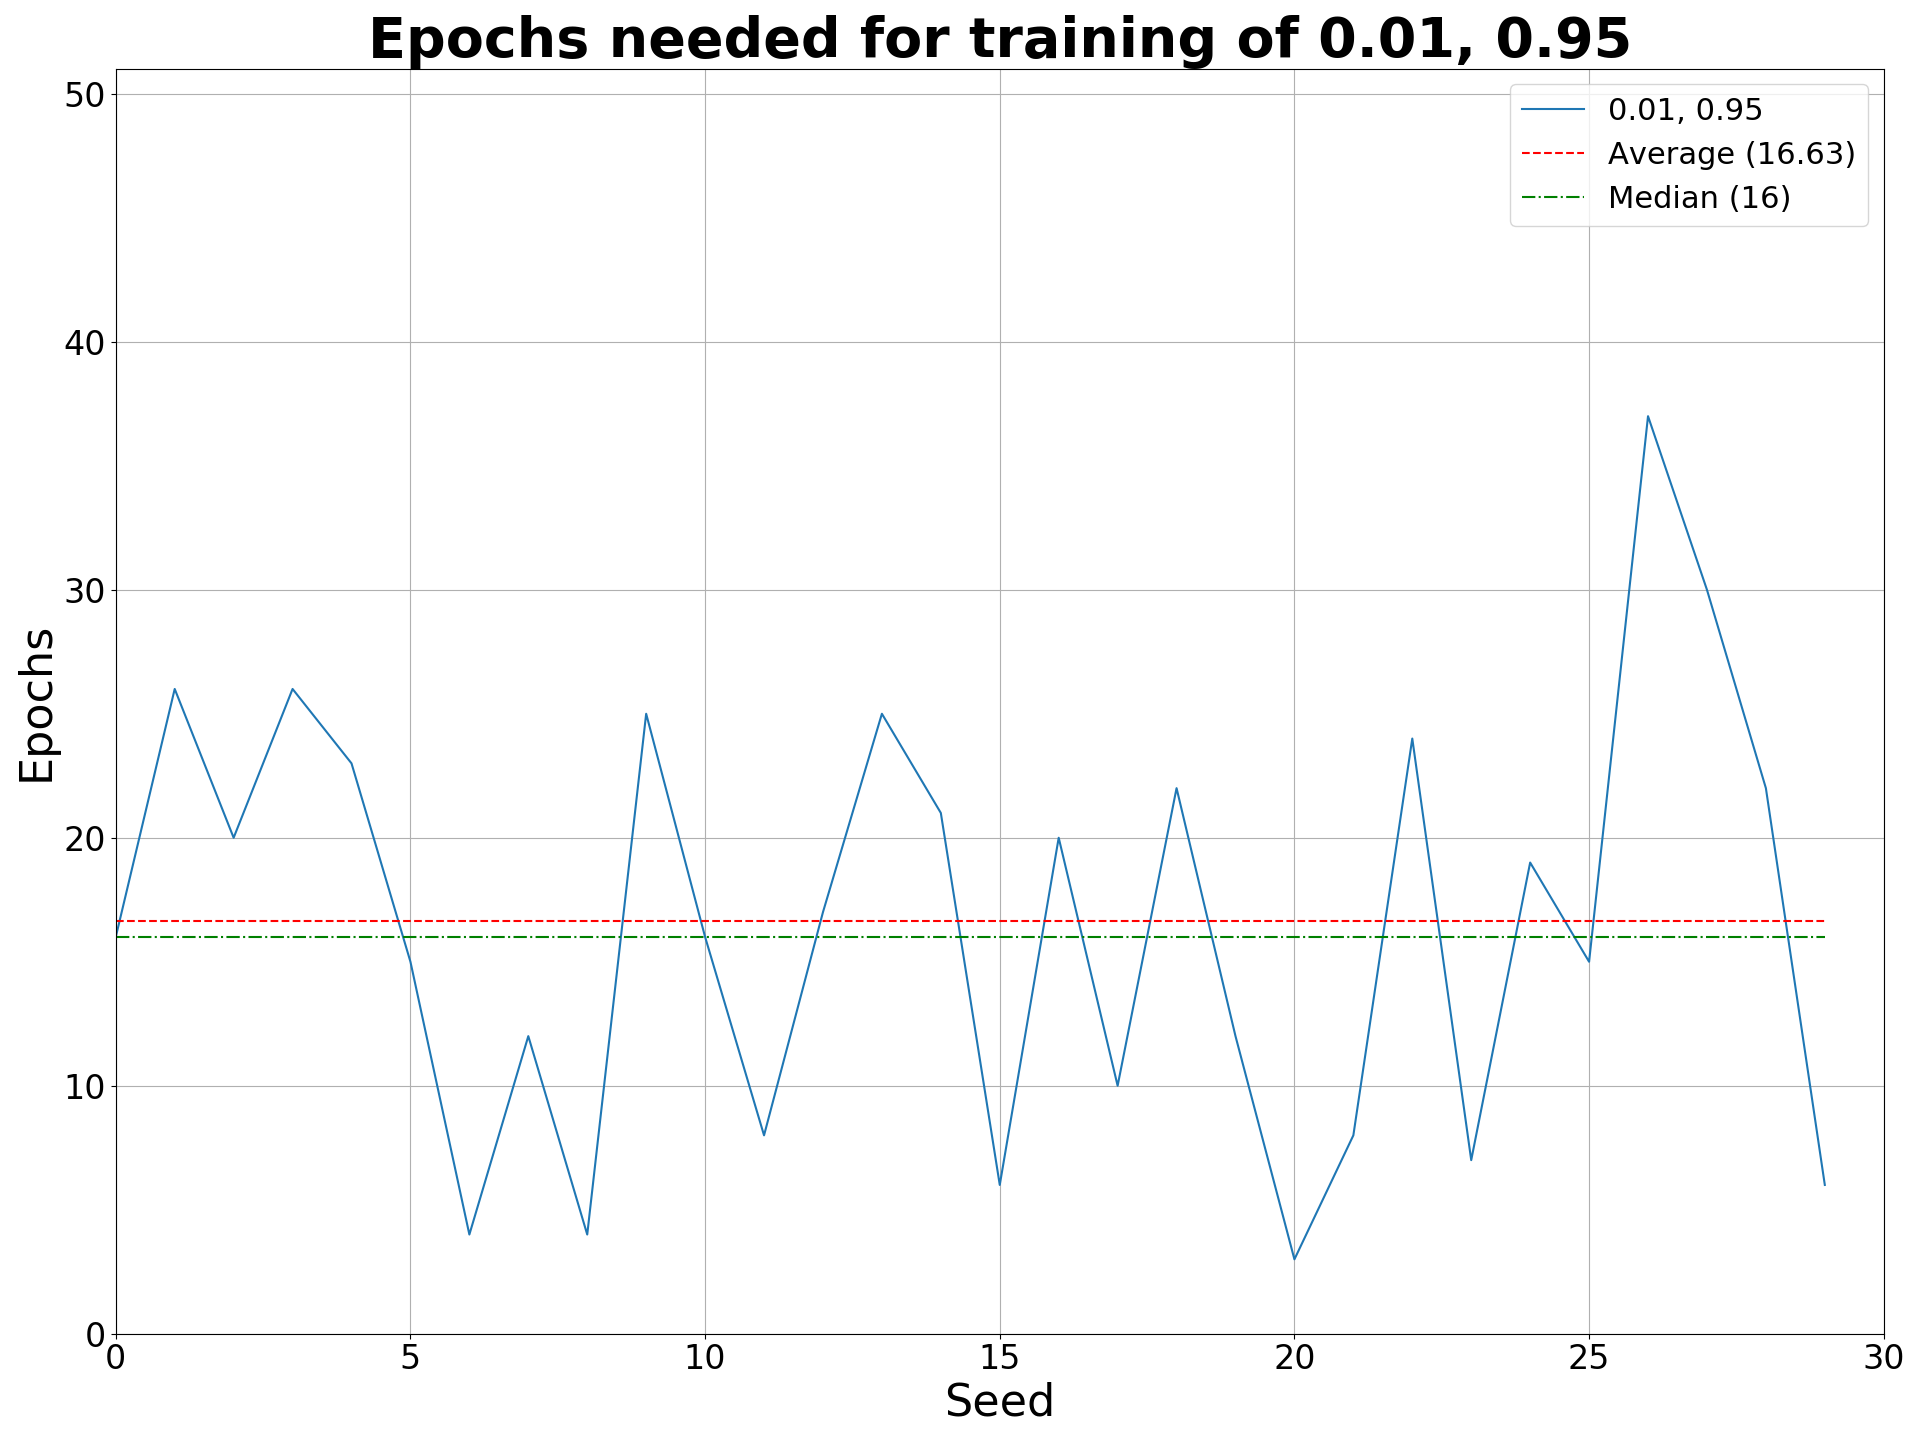 Epochs needed for training of 0.01, 0.95
0.01, 0.95
Average (16.63)
Median (16)
50
40
30
20
10
0
Epochs
0 5 10 15 20 25 30
Seed